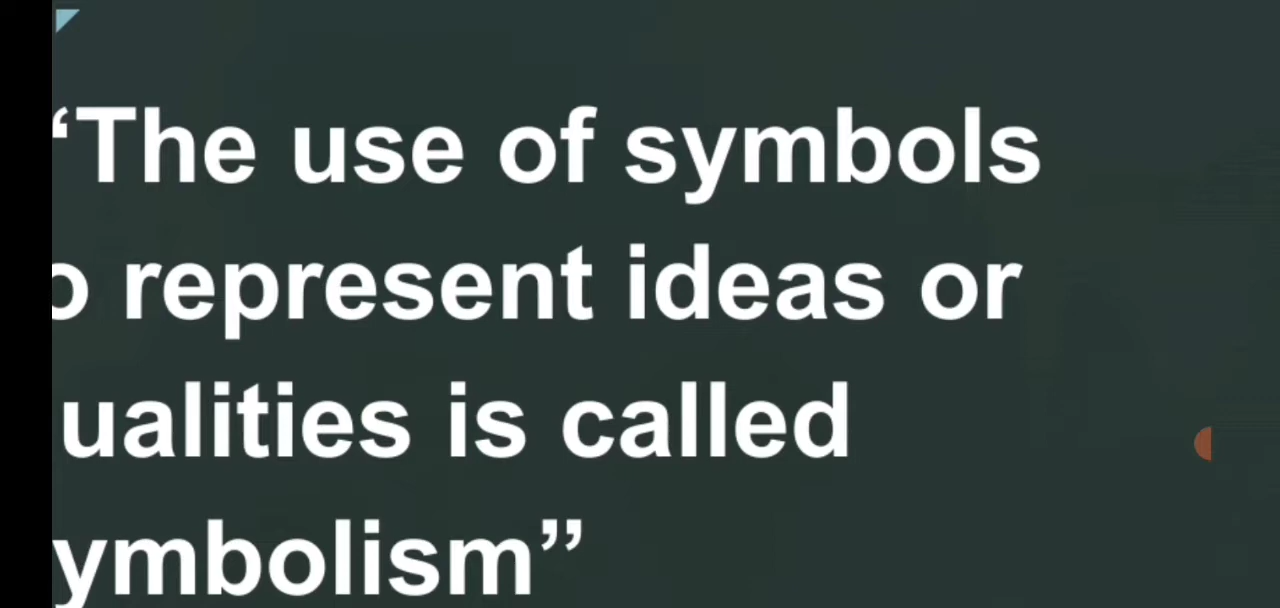 “The use of symbols
o represent ideas or
ualities is called
ymbolism”